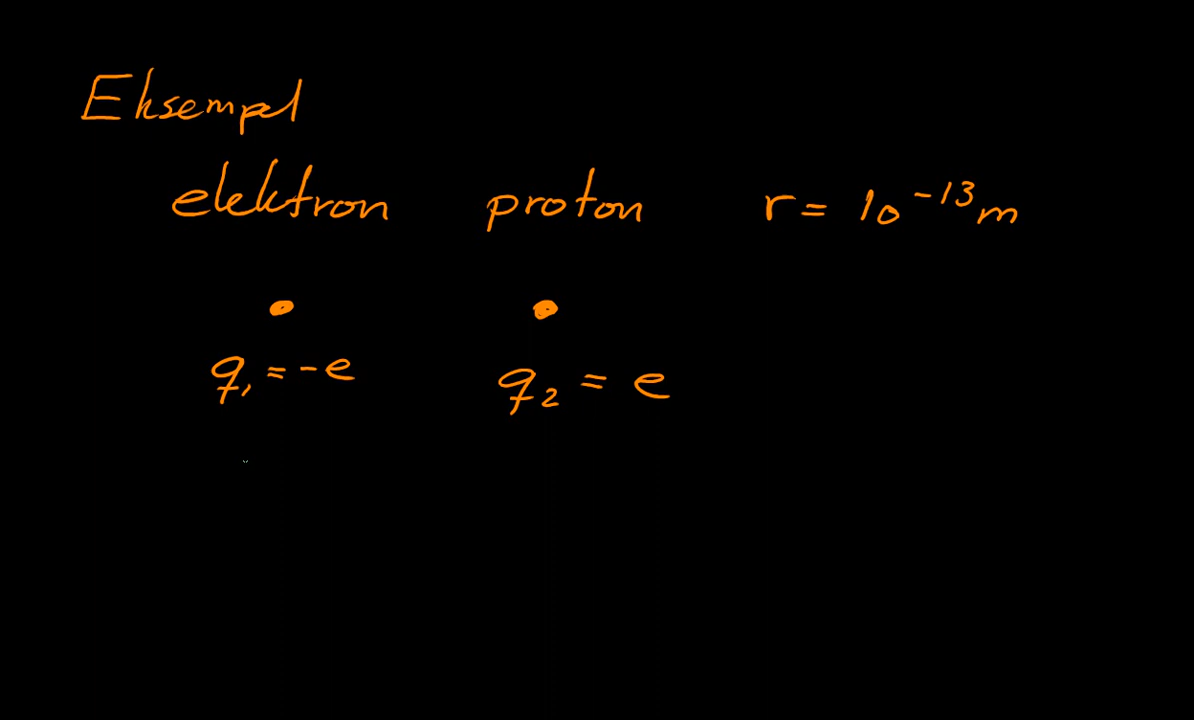 Eksempel
elektron proton r = 10⁻¹³ m
q₁ = -e q₂ = e